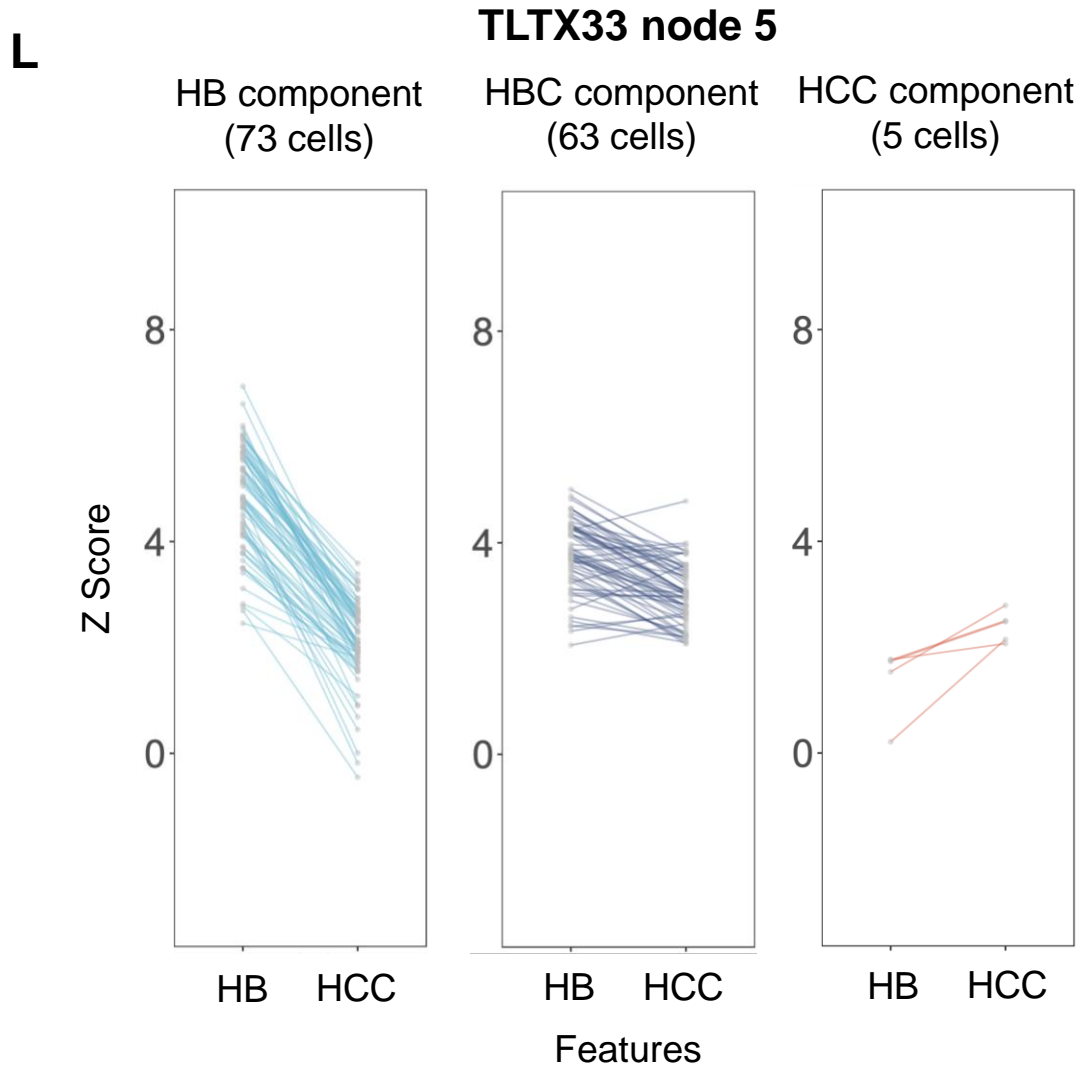 L
TLTX33 node 5
HB component
(73 cells)
HBC component
(63 cells)
HCC component
(5 cells)
Z Score
8
4
0
8
4
0
8
4
0
HB HCC
HB HCC
HB HCC
Features